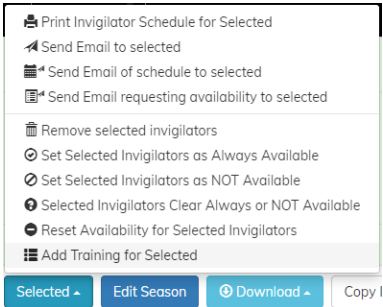 Print Invigilator Schedule for Selected
Send Email to selected
Send Email of schedule to selected
Send Email requesting availability to selected
Remove selected invigilators
Set Selected Invigilators as Always Available
Set Selected Invigilators as NOT Available
Selected Invigilators Clear Always or NOT Available
Reset Availability for Selected Invigilators
Add Training for Selected
Selected Edit Season Download Copy